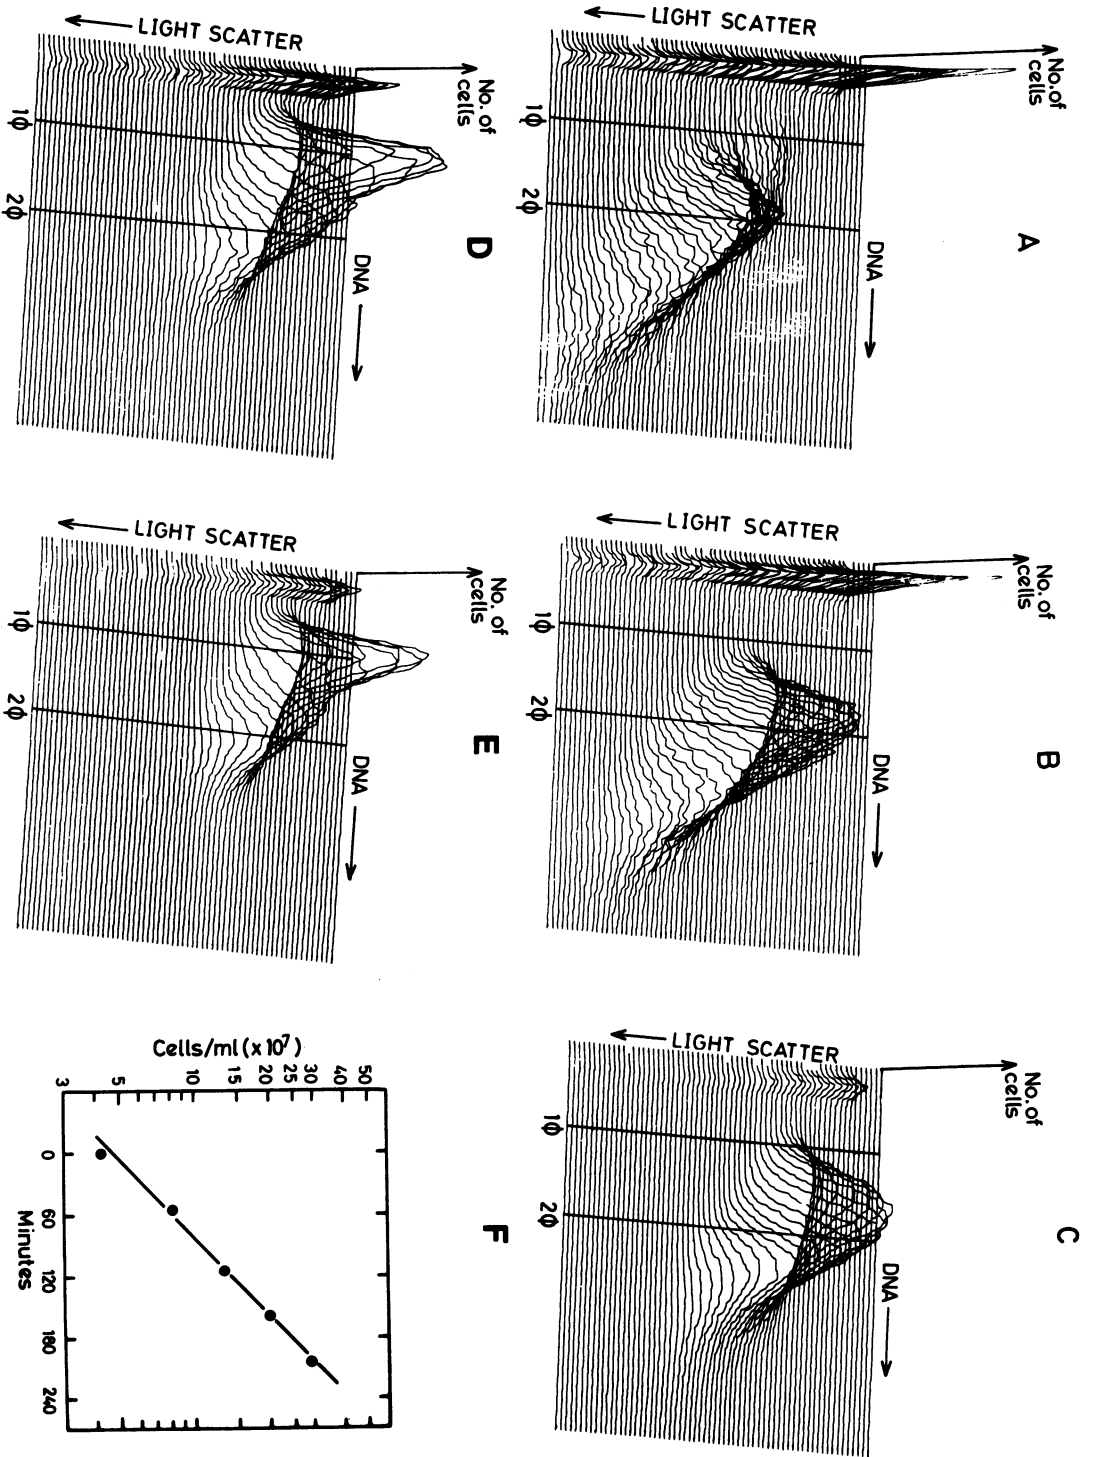 A
No. of
cells
LIGHT SCATTER
1Φ
2Φ
DNA
B
No. of
cells
LIGHT SCATTER
1Φ
2Φ
DNA
C
No. of
cells
LIGHT SCATTER
1Φ
2Φ
DNA
D
No. of
cells
LIGHT SCATTER
1Φ
2Φ
DNA
E
No. of
cells
LIGHT SCATTER
1Φ
2Φ
DNA
F
Cells/ml (x 10⁷)
50
40
30
25
20
15
10
5
3
0 60 120 180 240
Minutes